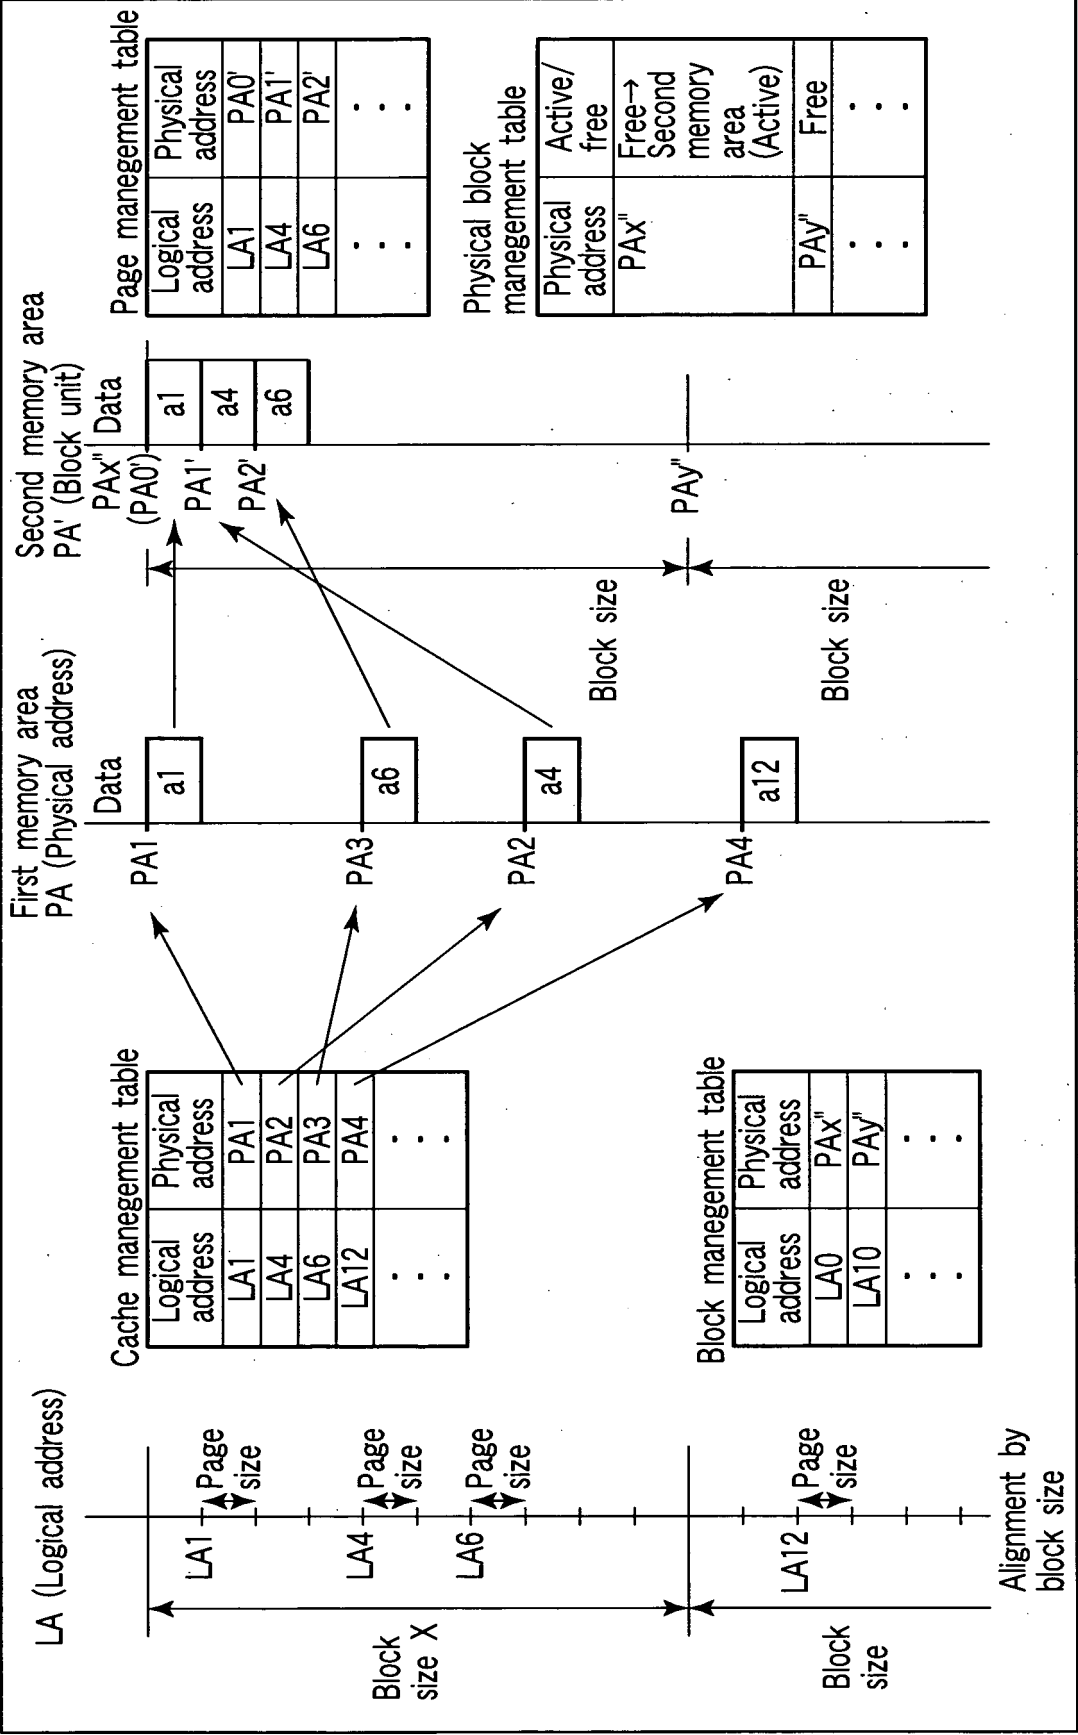 LA (Logical address)
LA1
Page
size
LA4
Page
size
LA6
Page
size
LA12
Page
size
Block
size X
Block
size
Alignment by
block size
Cache manegement table
Logical
address
Physical
address
LA1 PA1
LA4 PA2
LA6 PA3
LA12 PA4
. . . . . .
Block manegement table
Logical
address
Physical
address
LA0 PAx"
LA10 PAy"
. . . . . .
First memory area
PA (Physical address)
Data
PA1
a1
PA3
a6
PA2
a4
PA4
a12
Second memory area
PA' (Block unit)
PAx" Data
(PA0')
a1
PA1'
a4
PA2'
a6
PAy"
Block size
Block size
Page manegement table
Logical
address
Physical
address
LA1 PA0'
LA4 PA1'
LA6 PA2'
. . . . . .
Physical block
manegement table
Physical
address
Active/
free
PAx" Free→
Second
memory
area
(Active)
PAy" Free
. . . . . .